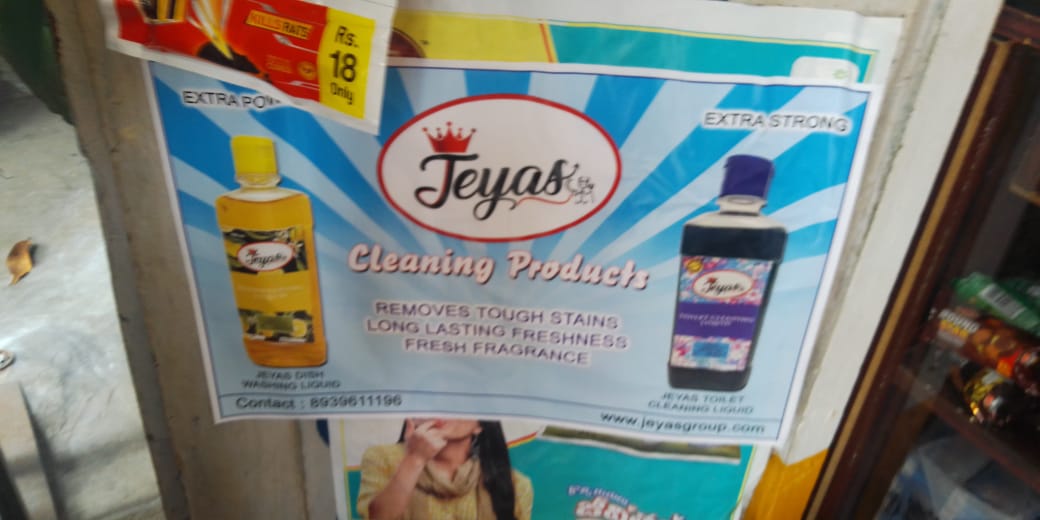 KILLS RATS
Rs.
18
Only
EXTRA
EXTRA STRONG
Jeyas
Cleaning Products
REMOVES TOUGH STAINS
LONG LASTING FRESHNESS
FRESH FRAGRANCE
Jeyas
Jeyas
JEYAS DISH
WASHING LIQUID
JEYAS TOILET
CLEANING LIQUID
Contact : 8939611196
www.jeyasgroup.com